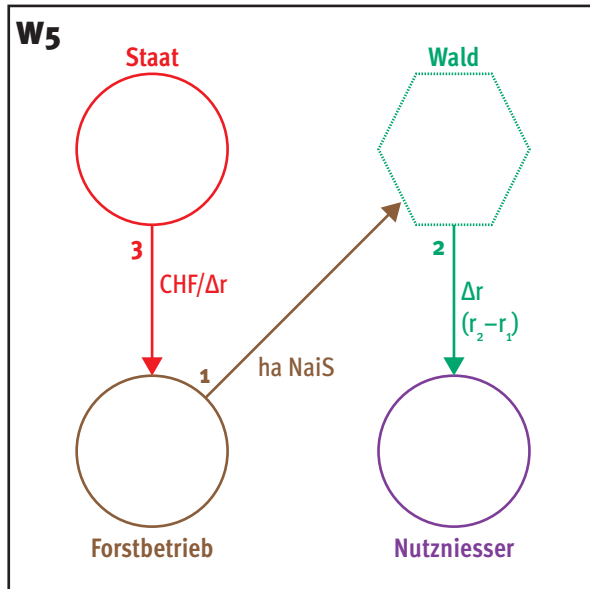 W5
Staat
Wald
3
CHF/Δr
2
Δr
(r₂–r₁)
1
ha NaiS
Forstbetrieb
Nutzniesser